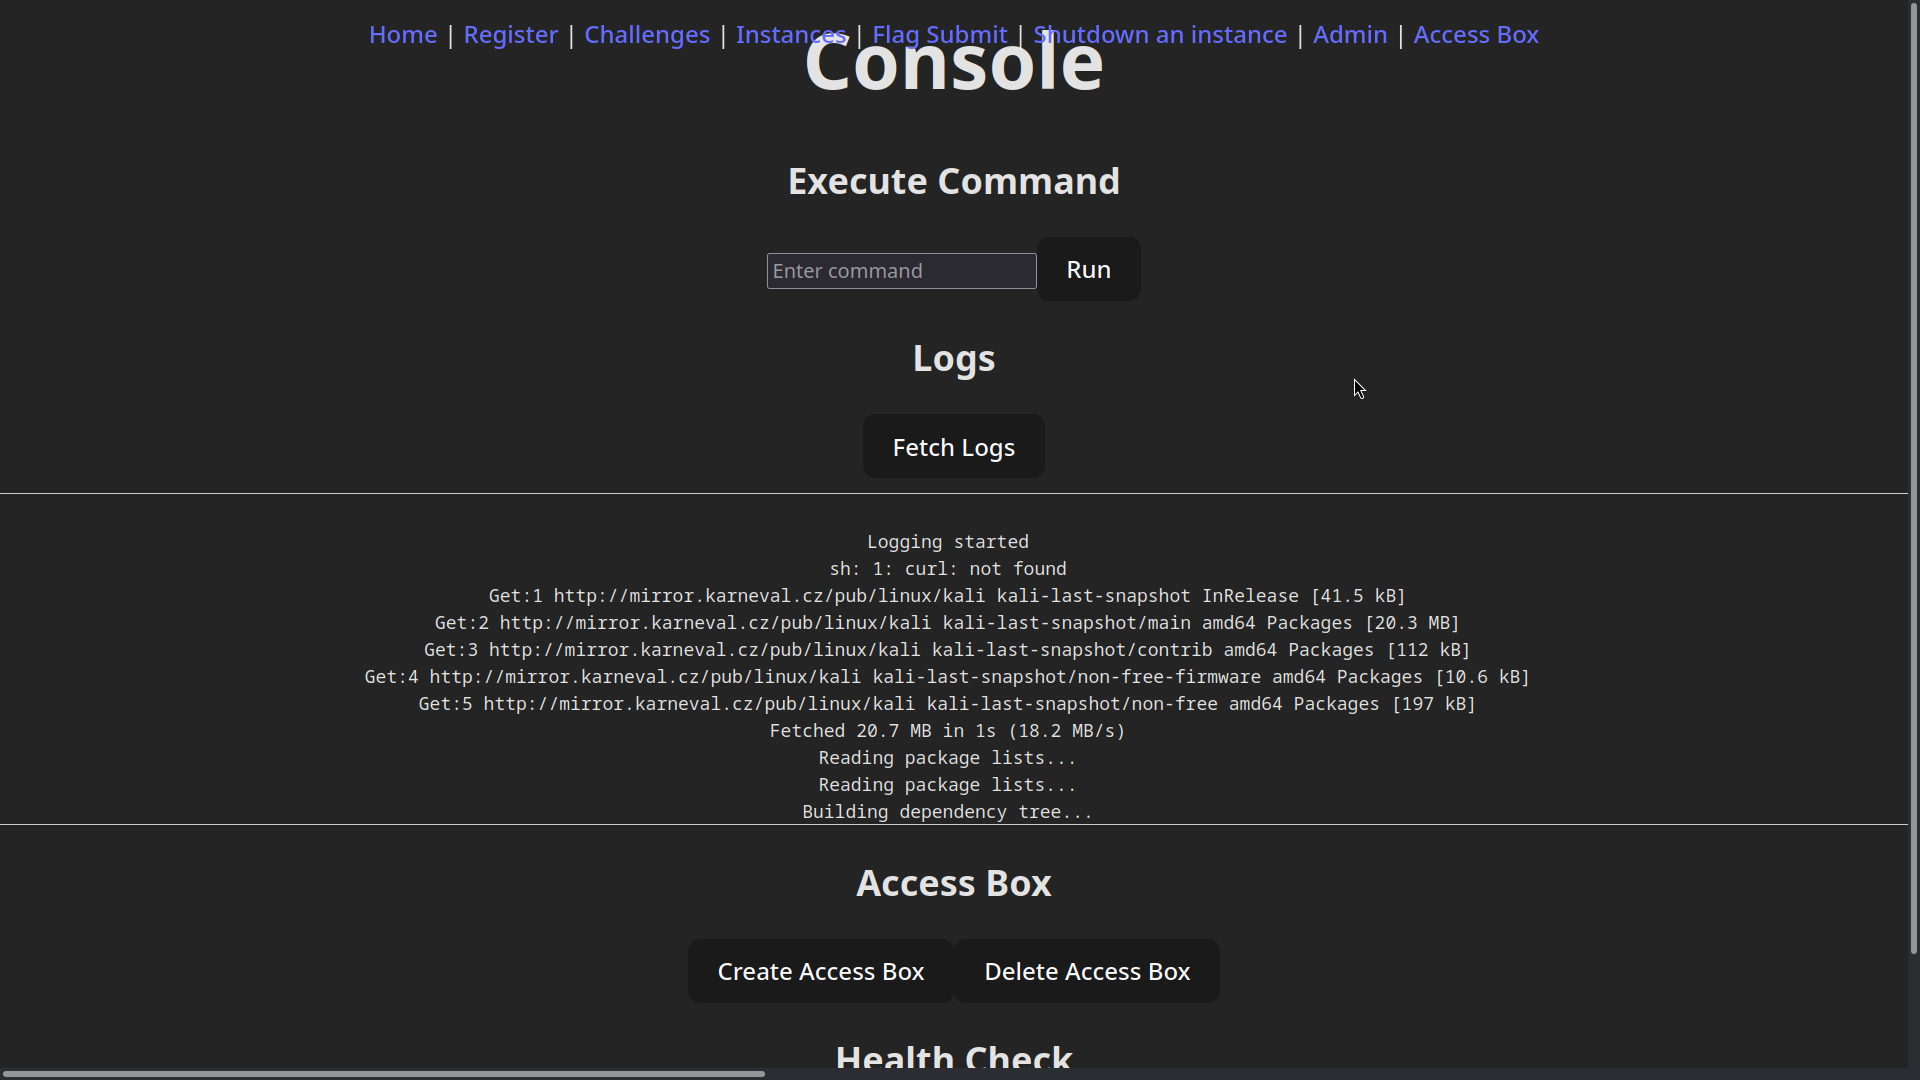 Home | Register | Challenges | Instances | Flag Submit | Shutdown an instance | Admin | Access Box
Console
Execute Command
Enter command
Run
Logs
Fetch Logs
Logging started
sh: 1: curl: not found
Get:1 http://mirror.karneval.cz/pub/linux/kali kali-last-snapshot InRelease [41.5 kB]
Get:2 http://mirror.karneval.cz/pub/linux/kali kali-last-snapshot/main amd64 Packages [20.3 MB]
Get:3 http://mirror.karneval.cz/pub/linux/kali kali-last-snapshot/contrib amd64 Packages [112 kB]
Get:4 http://mirror.karneval.cz/pub/linux/kali kali-last-snapshot/non-free-firmware amd64 Packages [10.6 kB]
Get:5 http://mirror.karneval.cz/pub/linux/kali kali-last-snapshot/non-free amd64 Packages [197 kB]
Fetched 20.7 MB in 1s (18.2 MB/s)
Reading package lists...
Reading package lists...
Building dependency tree...
Access Box
Create Access Box
Delete Access Box
Health Check